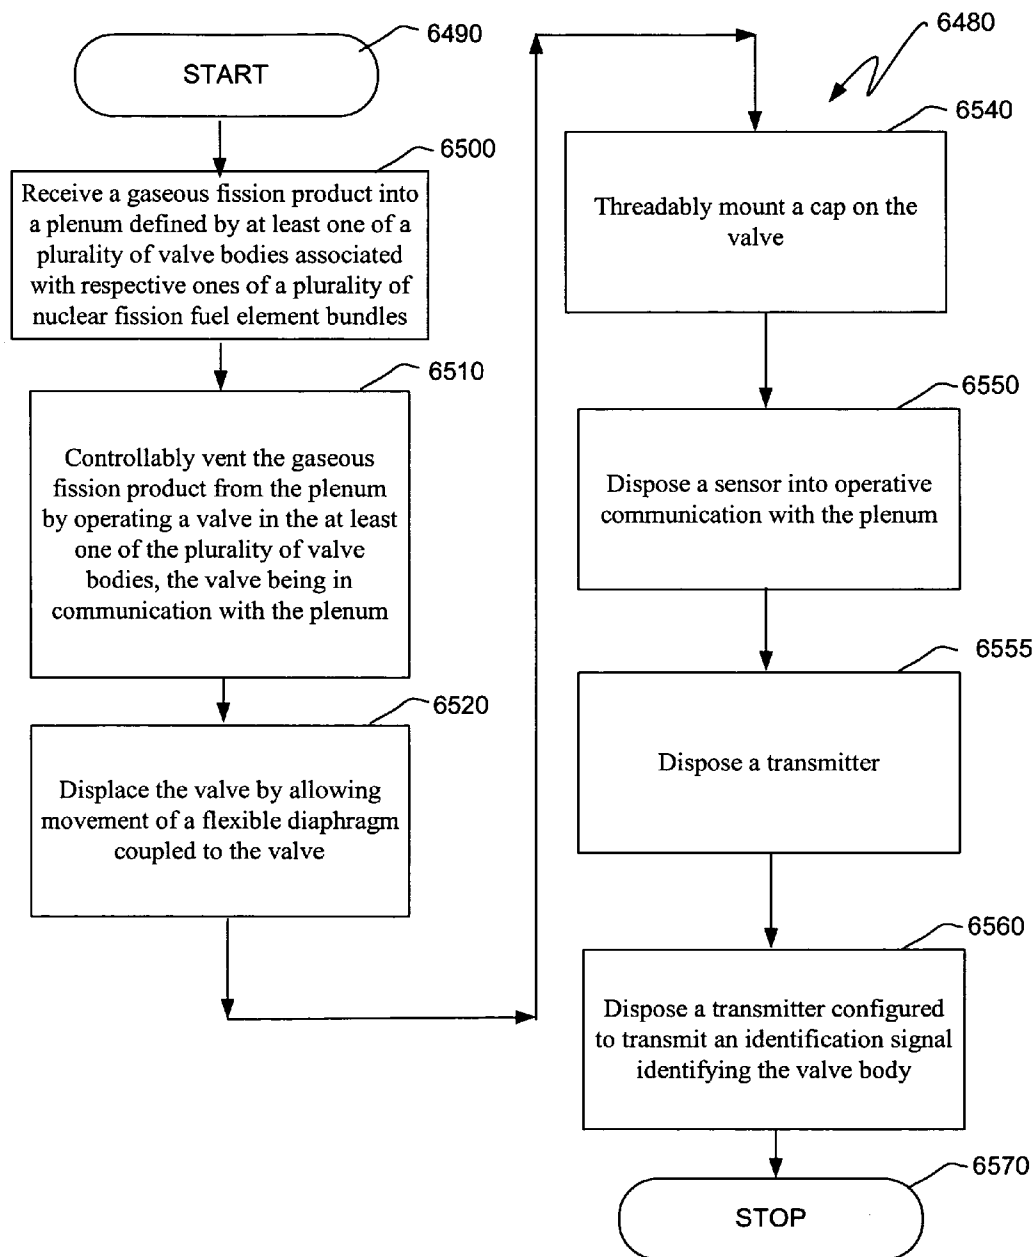 6490
START
6500
Receive a gaseous fission product into
a plenum defined by at least one of a
plurality of valve bodies associated
with respective ones of a plurality of
nuclear fission fuel element bundles
6510
Controllably vent the gaseous
fission product from the plenum
by operating a valve in the at least
one of the plurality of valve
bodies, the valve being in
communication with the plenum
6520
Displace the valve by allowing
movement of a flexible diaphragm
coupled to the valve
6480
6540
Threadably mount a cap on the
valve
6550
Dispose a sensor into operative
communication with the plenum
6555
Dispose a transmitter
6560
Dispose a transmitter configured
to transmit an identification signal
identifying the valve body
6570
STOP